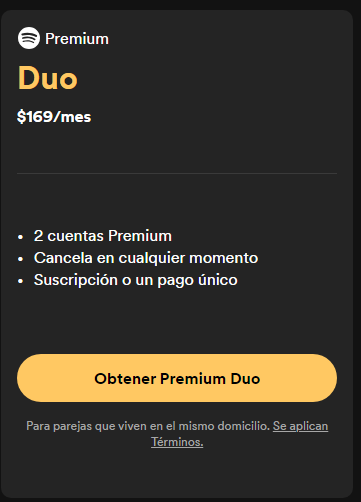 Premium
Duo
$169/mes
• 2 cuentas Premium
• Cancela en cualquier momento
• Suscripción o un pago único
Obtener Premium Duo
Para parejas que viven en el mismo domicilio. Se aplican
Términos.